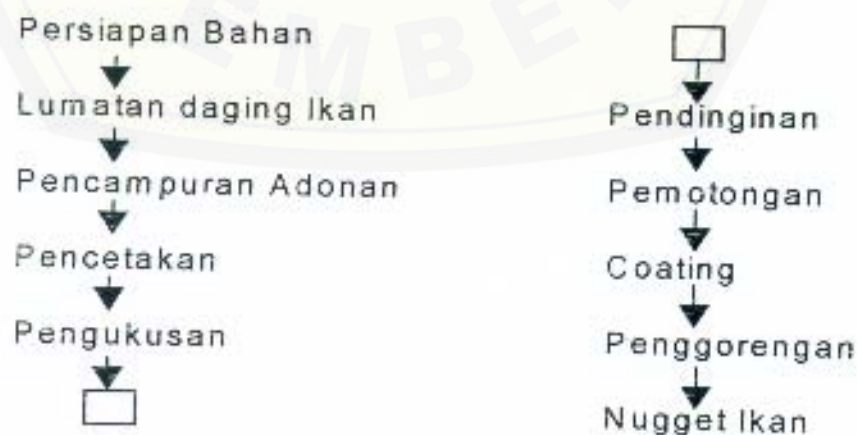 Persiapan Bahan
Lumatan daging Ikan
Pencampuran Adonan
Pencetakan
Pengukusan
Pendinginan
Pemotongan
Coating
Penggorengan
Nugget Ikan